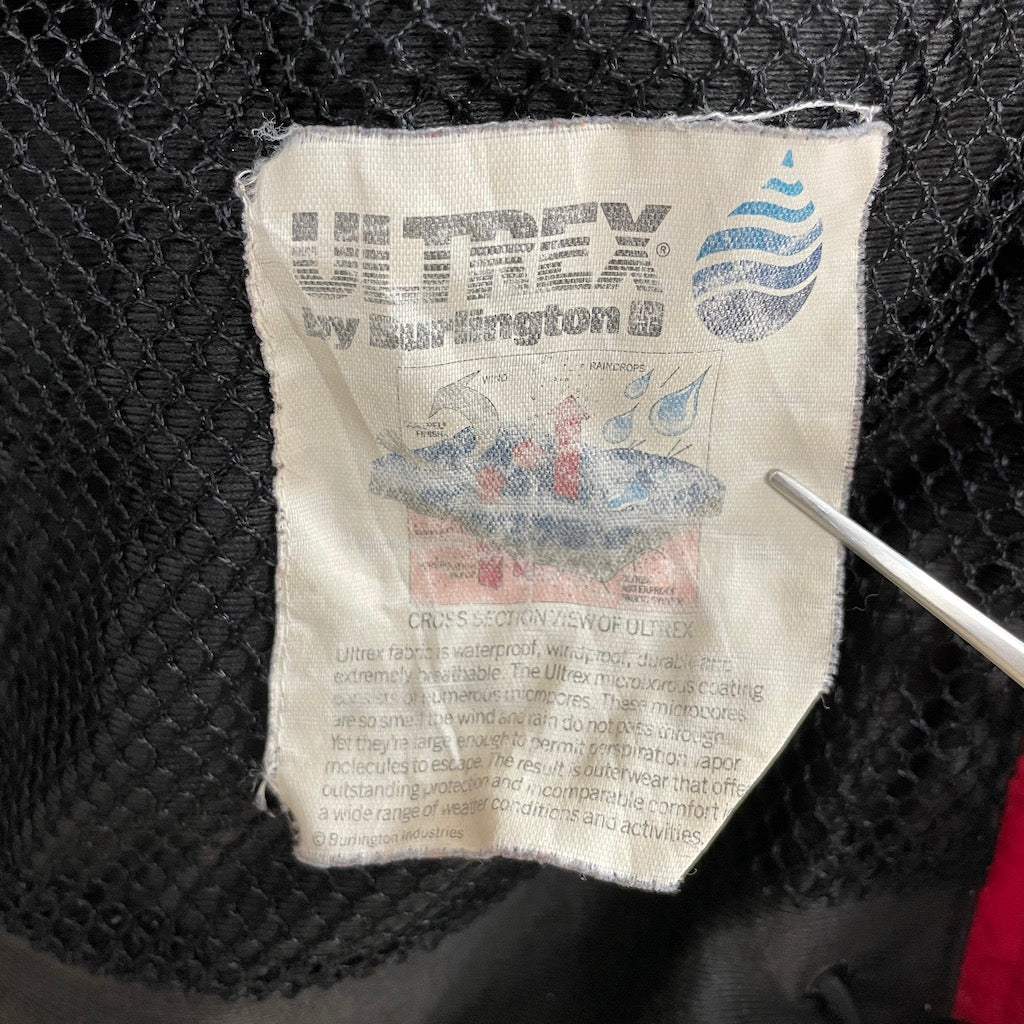 ULTREX®
by Burlington
WIND
RAINDROPS
FINISH
CROSS SECTION VIEW OF ULTREX
Ultrex fabric is waterproof, windproof, durable and
extremely breathable. The Ultrex microporous coating
consists of numerous micropores. These micropores
are so small the wind and rain do not pass through.
Yet they're large enough to permit perspiration vapor
molecules to escape. The result is outerwear that offe
outstanding protection and incomparable comfort
a wide range of weather conditions and activities.
© Burlington Industries